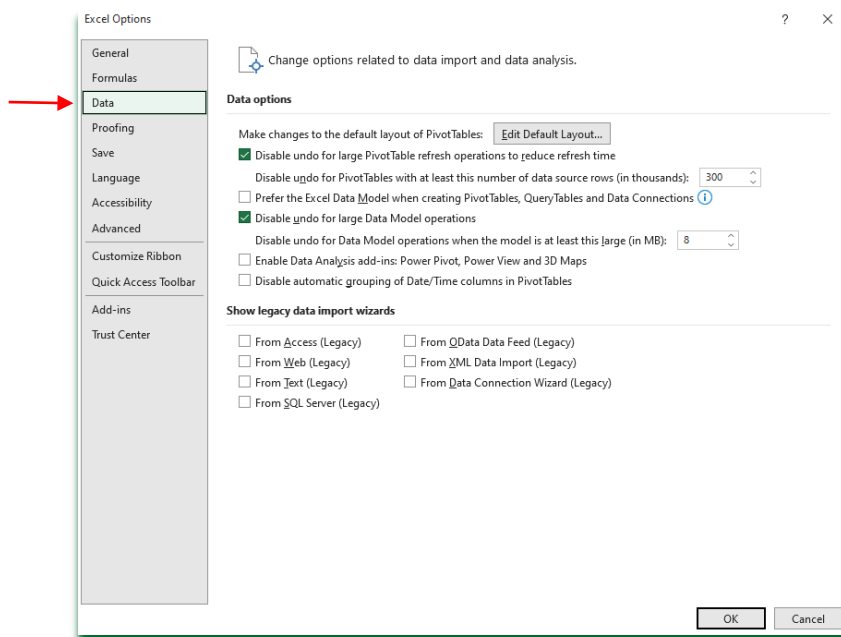 Excel Options
?
General
Formulas
Data
Proofing
Save
Language
Accessibility
Advanced
Customize Ribbon
Quick Access Toolbar
Add-ins
Trust Center
Change options related to data import and data analysis.
Data options
Make changes to the default layout of PivotTables: Edit Default Layout...
Disable undo for large PivotTable refresh operations to reduce refresh time
Disable undo for PivotTables with at least this number of data source rows (in thousands): 300
Prefer the Excel Data Model when creating PivotTables, QueryTables and Data Connections
Disable undo for large Data Model operations
Disable undo for Data Model operations when the model is at least this large (in MB): 8
Enable Data Analysis add-ins: Power Pivot, Power View and 3D Maps
Disable automatic grouping of Date/Time columns in PivotTables
Show legacy data import wizards
From Access (Legacy)
From Web (Legacy)
From Text (Legacy)
From SQL Server (Legacy)
From OData Data Feed (Legacy)
From XML Data Import (Legacy)
From Data Connection Wizard (Legacy)
OK
Cancel